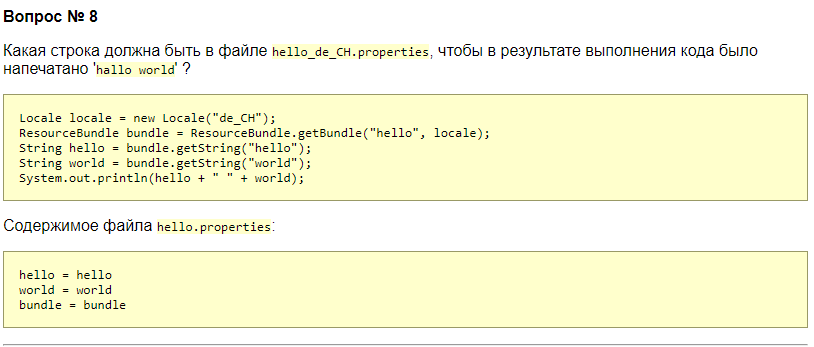 Вопрос № 8
Какая строка должна быть в файле hello_de_CH.properties, чтобы в результате выполнения кода было
напечатано 'hallo world' ?
Locale locale = new Locale("de_CH");
ResourceBundle bundle = ResourceBundle.getBundle("hello", locale);
String hello = bundle.getString("hello");
String world = bundle.getString("world");
System.out.println(hello + " " + world);
Содержимое файла hello.properties:
hello = hello
world = world
bundle = bundle